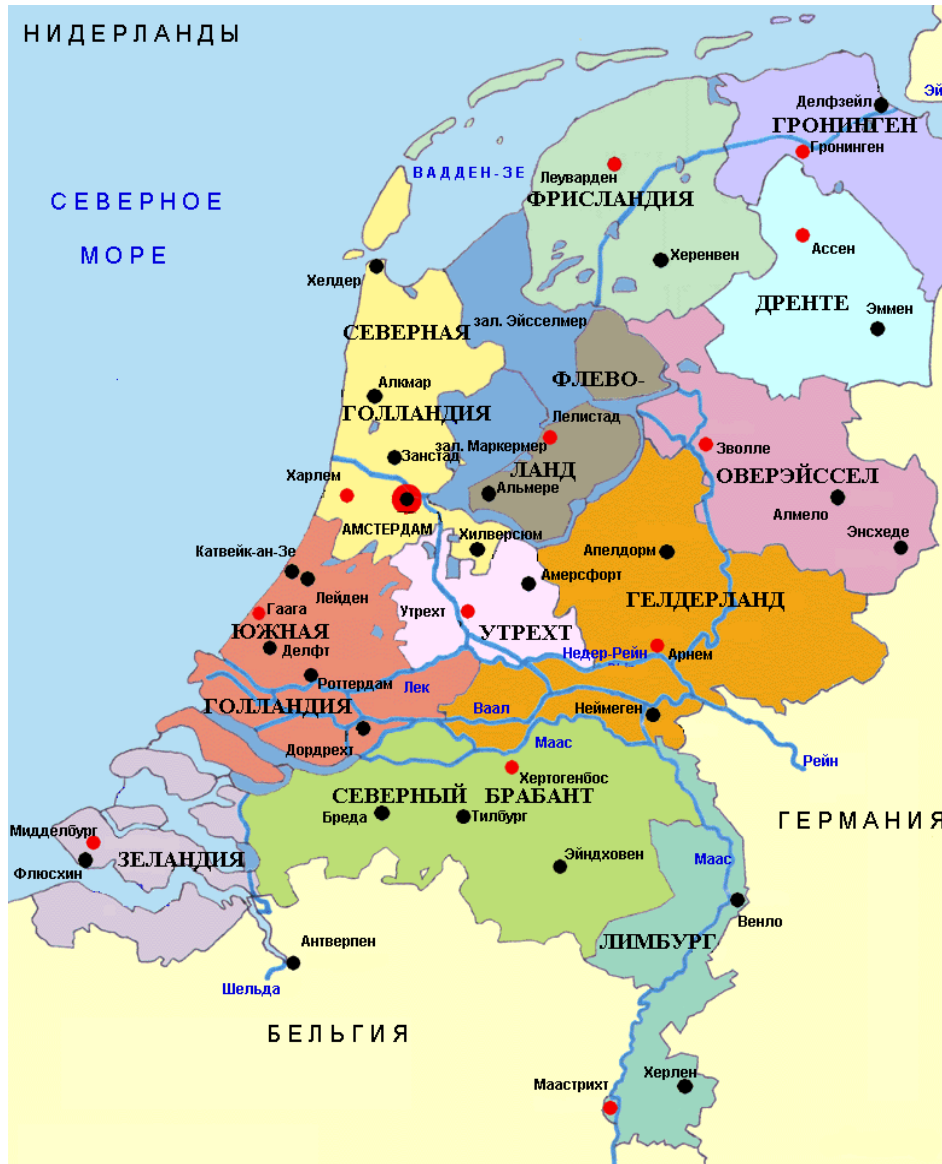 НИДЕРЛАНДЫ
Делфзейл
ГРОНИНГЕН
Гронинген
Леуварден
ВАДДЕН-ЗЕ
ФРИСЛАНДИЯ
СЕВЕРНОЕ
МОРЕ
Ассен
Херенвен
Хелдер
ДРЕНТЕ
Эммен
зал. Эйсселмер
СЕВЕРНАЯ
ФЛЕВО-
Алкмар
ГОЛЛАНДИЯ
Лелистад
зал. Маркермер
Занстад
ЛАНД
Зволле
ОВЕРЭЙССЕЛ
Харлем
Альмере
Алмело
АМСТЕРДАМ
Хилверсюм
Энсхеде
Катвейк-ан-Зе
Апелдорм
Амерсфорт
Лейден
ГЕЛДЕРЛАНД
Гаага
Утрехт
ЮЖНАЯ
УТРЕХТ
Делфт
Недер-Рейн
Арнем
Роттердам
Лек
ГОЛЛАНДИЯ
Ваал
Неймеген
Дордрехт
Маас
Рейн
Хертогенбос
СЕВЕРНЫЙ БРАБАНТ
Бреда
Тилбург
ГЕРМАНИЯ
Мидделбург
ЗЕЛАНДИЯ
Флюсхин
Эйндховен
Маас
Венло
ЛИМБУРГ
Антверпен
Шельда
БЕЛЬГИЯ
Херлен
Маастрихт